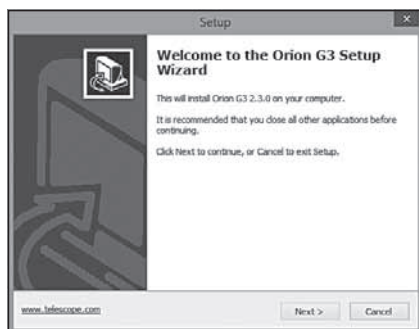 Setup
Welcome to the Orion G3 Setup
Wizard
This will install Orion G3 2.3.0 on your computer.
It is recommended that you close all other applications before
continuing.
Click Next to continue, or Cancel to exit Setup.
www.telescope.com
Next >
Cancel